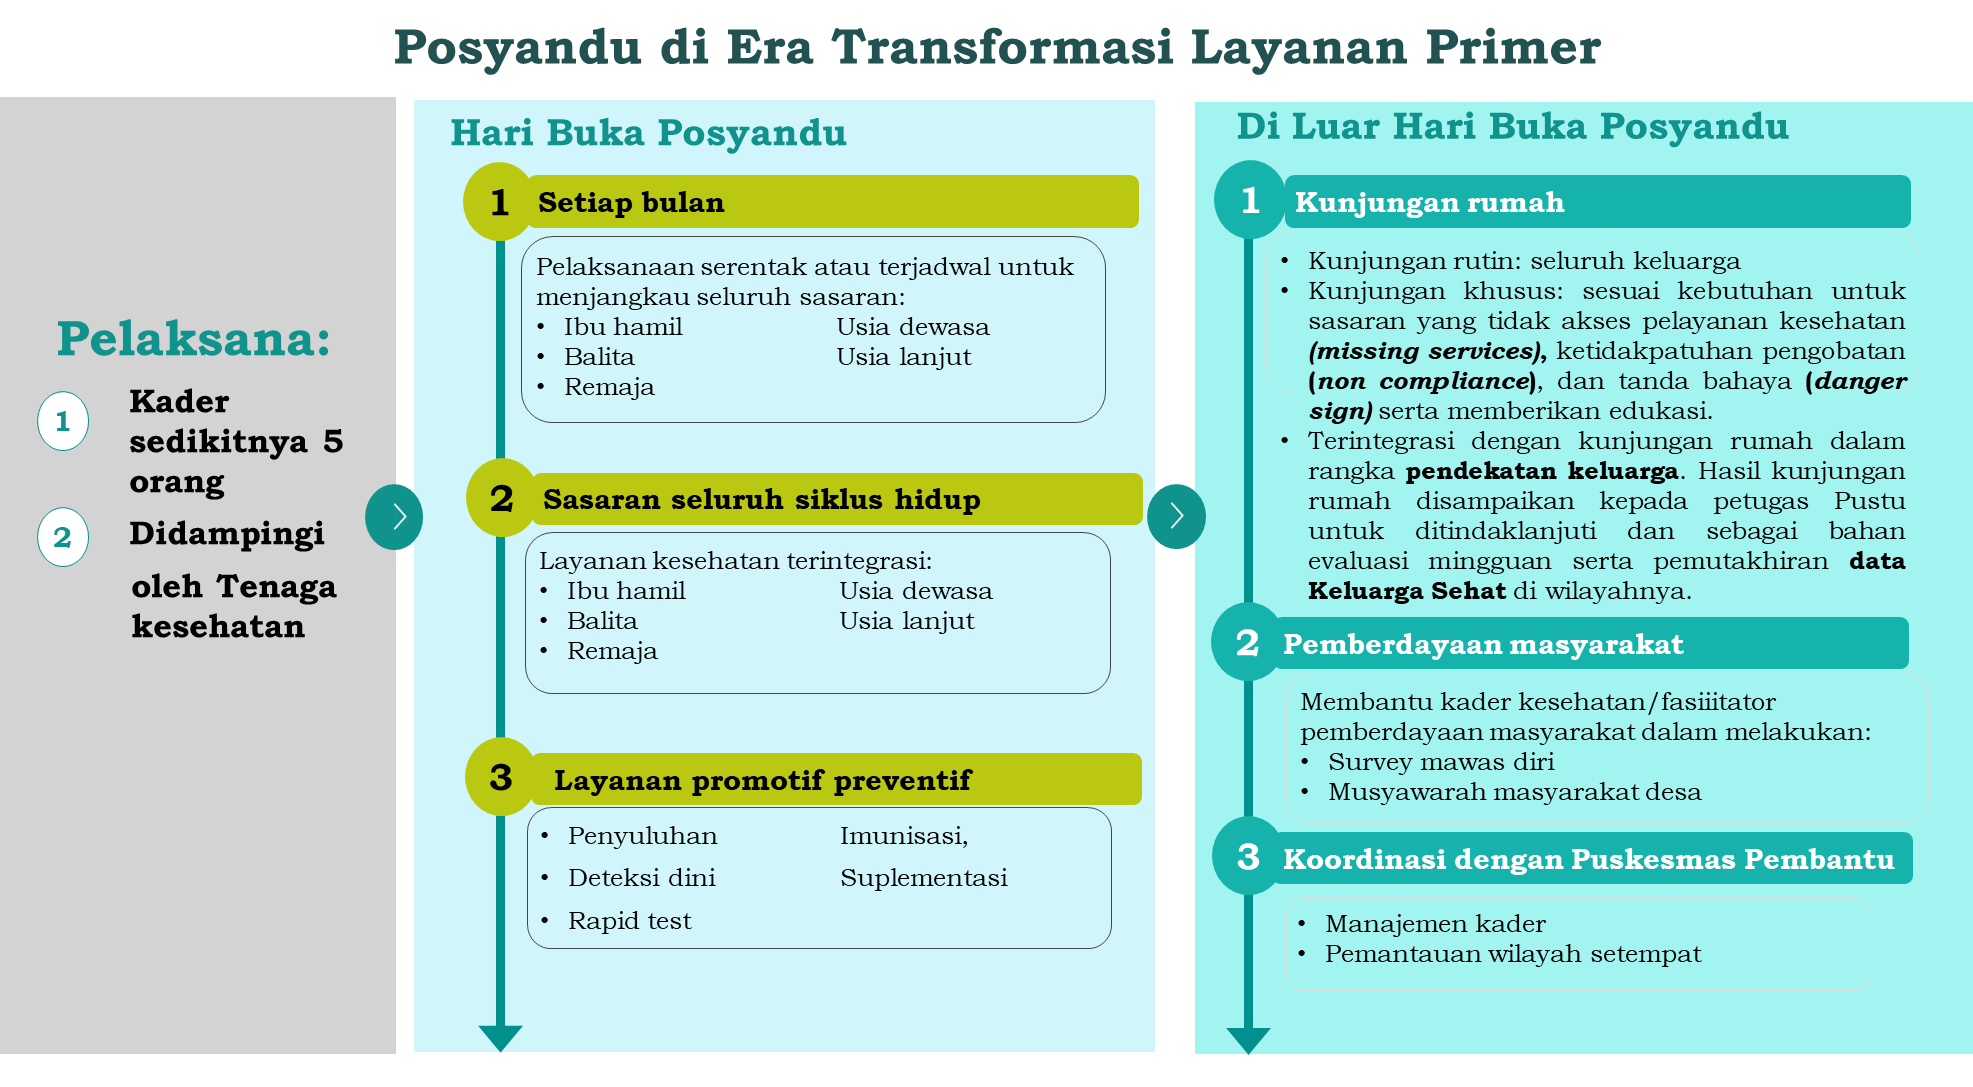 Posyandu di Era Transformasi Layanan Primer
Pelaksana:
1
Kader
sedikitnya 5
orang
2
Didampingi
oleh Tenaga
kesehatan
Hari Buka Posyandu
1 Setiap bulan
Pelaksanaan serentak atau terjadwal untuk
menjangkau seluruh sasaran:
• Ibu hamil Usia dewasa
• Balita Usia lanjut
• Remaja
2 Sasaran seluruh siklus hidup
Layanan kesehatan terintegrasi:
• Ibu hamil Usia dewasa
• Balita Usia lanjut
• Remaja
3 Layanan promotif preventif
• Penyuluhan Imunisasi,
• Deteksi dini Suplementasi
• Rapid test
Di Luar Hari Buka Posyandu
1 Kunjungan rumah
• Kunjungan rutin: seluruh keluarga
• Kunjungan khusus: sesuai kebutuhan untuk
sasaran yang tidak akses pelayanan kesehatan
(missing services), ketidakpatuhan pengobatan
(non compliance), dan tanda bahaya (danger
sign) serta memberikan edukasi.
• Terintegrasi dengan kunjungan rumah dalam
rangka pendekatan keluarga. Hasil kunjungan
rumah disampaikan kepada petugas Pustu
untuk ditindaklanjuti dan sebagai bahan
evaluasi mingguan serta pemutakhiran data
Keluarga Sehat di wilayahnya.
2 Pemberdayaan masyarakat
Membantu kader kesehatan/fasiiitator
pemberdayaan masyarakat dalam melakukan:
• Survey mawas diri
• Musyawarah masyarakat desa
3 Koordinasi dengan Puskesmas Pembantu
• Manajemen kader
• Pemantauan wilayah setempat